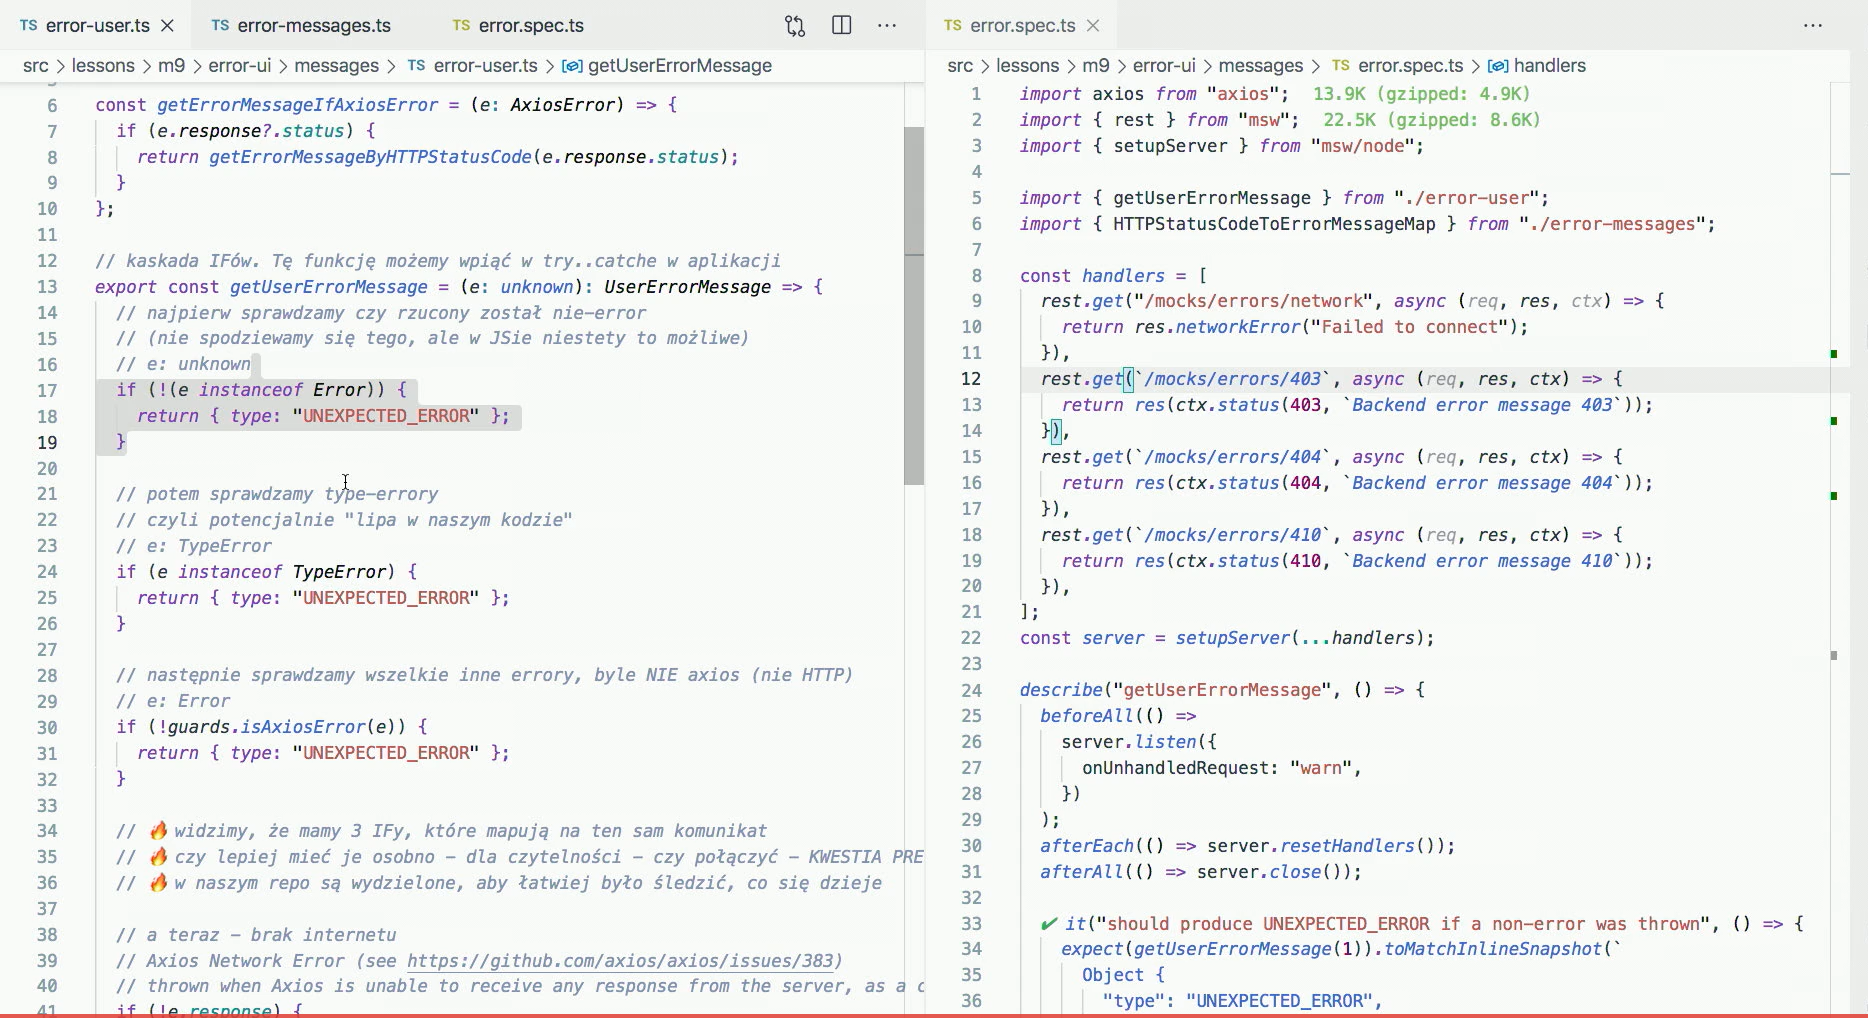 TS error-user.ts
TS error-messages.ts
TS error.spec.ts
src > lessons > m9 > error-ui > messages > TS error-user.ts > getUserErrorMessage
6 const getErrorMessageIfAxiosError = (e: AxiosError) => {
7 if (e.response?.status) {
8 return getErrorMessageByHTTPStatusCode(e.response.status);
9 }
10 };
11
12 // kaskada IFów. Tę funkcję możemy wpiąć w try..catche w aplikacji
13 export const getUserErrorMessage = (e: unknown): UserErrorMessage => {
14 // najpierw sprawdzamy czy rzucony został nie-error
15 // (nie spodziewamy się tego, ale w JSie niestety to możliwe)
16 // e: unknown
17 if (!(e instanceof Error)) {
18 return { type: "UNEXPECTED_ERROR" };
19 }
20
21 // potem sprawdzamy type-errory
22 // czyli potencjalnie "lipa w naszym kodzie"
23 // e: TypeError
24 if (e instanceof TypeError) {
25 return { type: "UNEXPECTED_ERROR" };
26 }
27
28 // następnie sprawdzamy wszelkie inne errory, byle NIE axios (nie HTTP)
29 // e: Error
30 if (!guards.isAxiosError(e)) {
31 return { type: "UNEXPECTED_ERROR" };
32 }
33
34 // 🔥 widzimy, że mamy 3 IFy, które mapują na ten sam komunikat
35 // 🔥 czy lepiej mieć je osobno - dla czytelności - czy połączyć - KWESTIA PRE
36 // 🔥 w naszym repo są wydzielone, aby łatwiej było śledzić, co się dzieje
37
38 // a teraz - brak internetu
39 // Axios Network Error (see https://github.com/axios/axios/issues/383)
40 // thrown when Axios is unable to receive any response from the server, as a c
41 if (!e.response) {
TS error.spec.ts
src > lessons > m9 > error-ui > messages > TS error.spec.ts > handlers
1 import axios from "axios"; 13.9K (gzipped: 4.9K)
2 import { rest } from "msw"; 22.5K (gzipped: 8.6K)
3 import { setupServer } from "msw/node";
4
5 import { getUserErrorMessage } from "./error-user";
6 import { HTTPStatusCodeToErrorMessageMap } from "./error-messages";
7
8 const handlers = [
9 rest.get("/mocks/errors/network", async (req, res, ctx) => {
10 return res.networkError("Failed to connect");
11 }),
12 rest.get(`/mocks/errors/403`, async (req, res, ctx) => {
13 return res(ctx.status(403, `Backend error message 403`));
14 }),
15 rest.get(`/mocks/errors/404`, async (req, res, ctx) => {
16 return res(ctx.status(404, `Backend error message 404`));
17 }),
18 rest.get(`/mocks/errors/410`, async (req, res, ctx) => {
19 return res(ctx.status(410, `Backend error message 410`));
20 }),
21 ];
22 const server = setupServer(...handlers);
23
24 describe("getUserErrorMessage", () => {
25 beforeAll(() =>
26 server.listen({
27 onUnhandledRequest: "warn",
28 })
29 );
30 afterEach(() => server.resetHandlers());
31 afterAll(() => server.close());
32
33 ✔ it("should produce UNEXPECTED_ERROR if a non-error was thrown", () => {
34 expect(getUserErrorMessage(1)).toMatchInlineSnapshot(`
35 Object {
36 "type": "UNEXPECTED_ERROR",